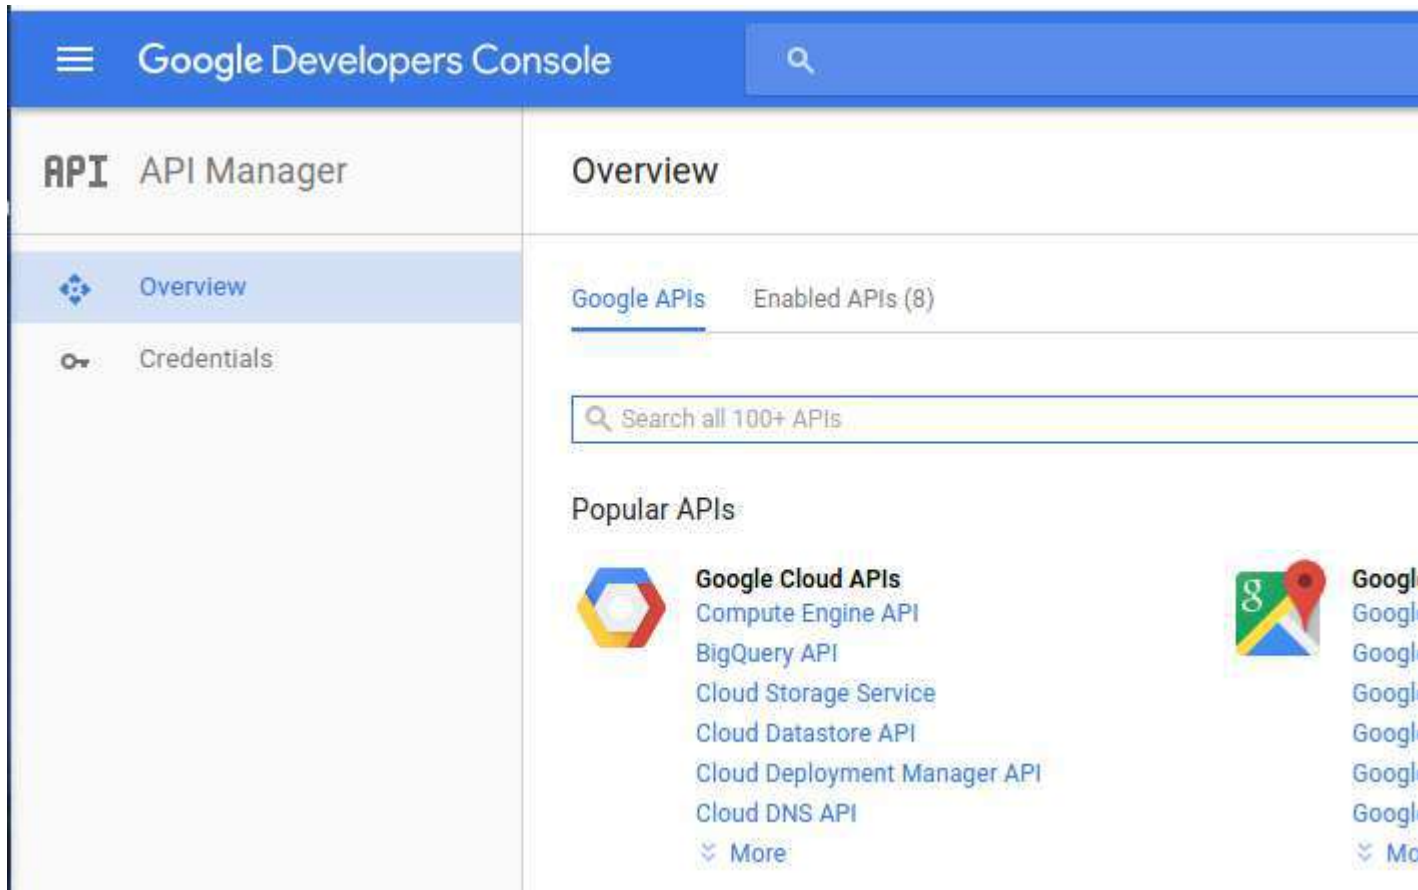 Google Developers Console
API API Manager
Overview
Overview
Credentials
Google APIs Enabled APIs (8)
Search all 100+ APIs
Popular APIs
Google Cloud APIs
Compute Engine API
BigQuery API
Cloud Storage Service
Cloud Datastore API
Cloud Deployment Manager API
Cloud DNS API
More
g